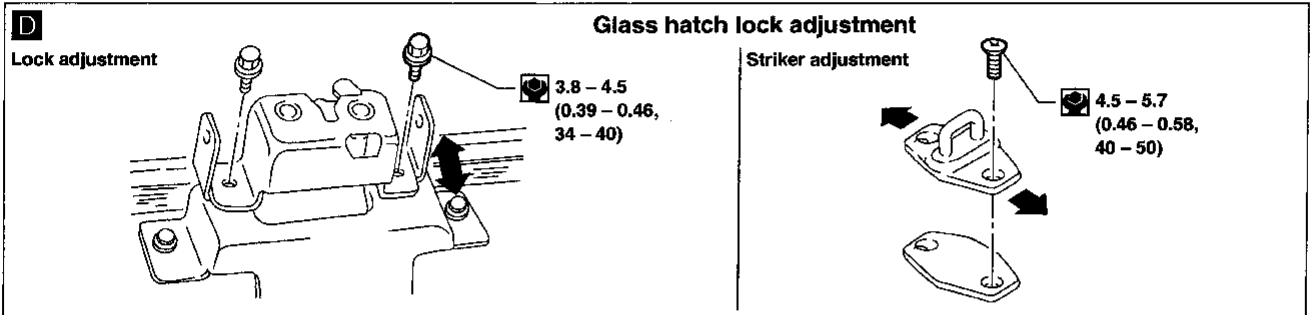 D
Glass hatch lock adjustment
Lock adjustment
3.8 – 4.5
(0.39 – 0.46,
34 – 40)
Striker adjustment
4.5 – 5.7
(0.46 – 0.58,
40 – 50)